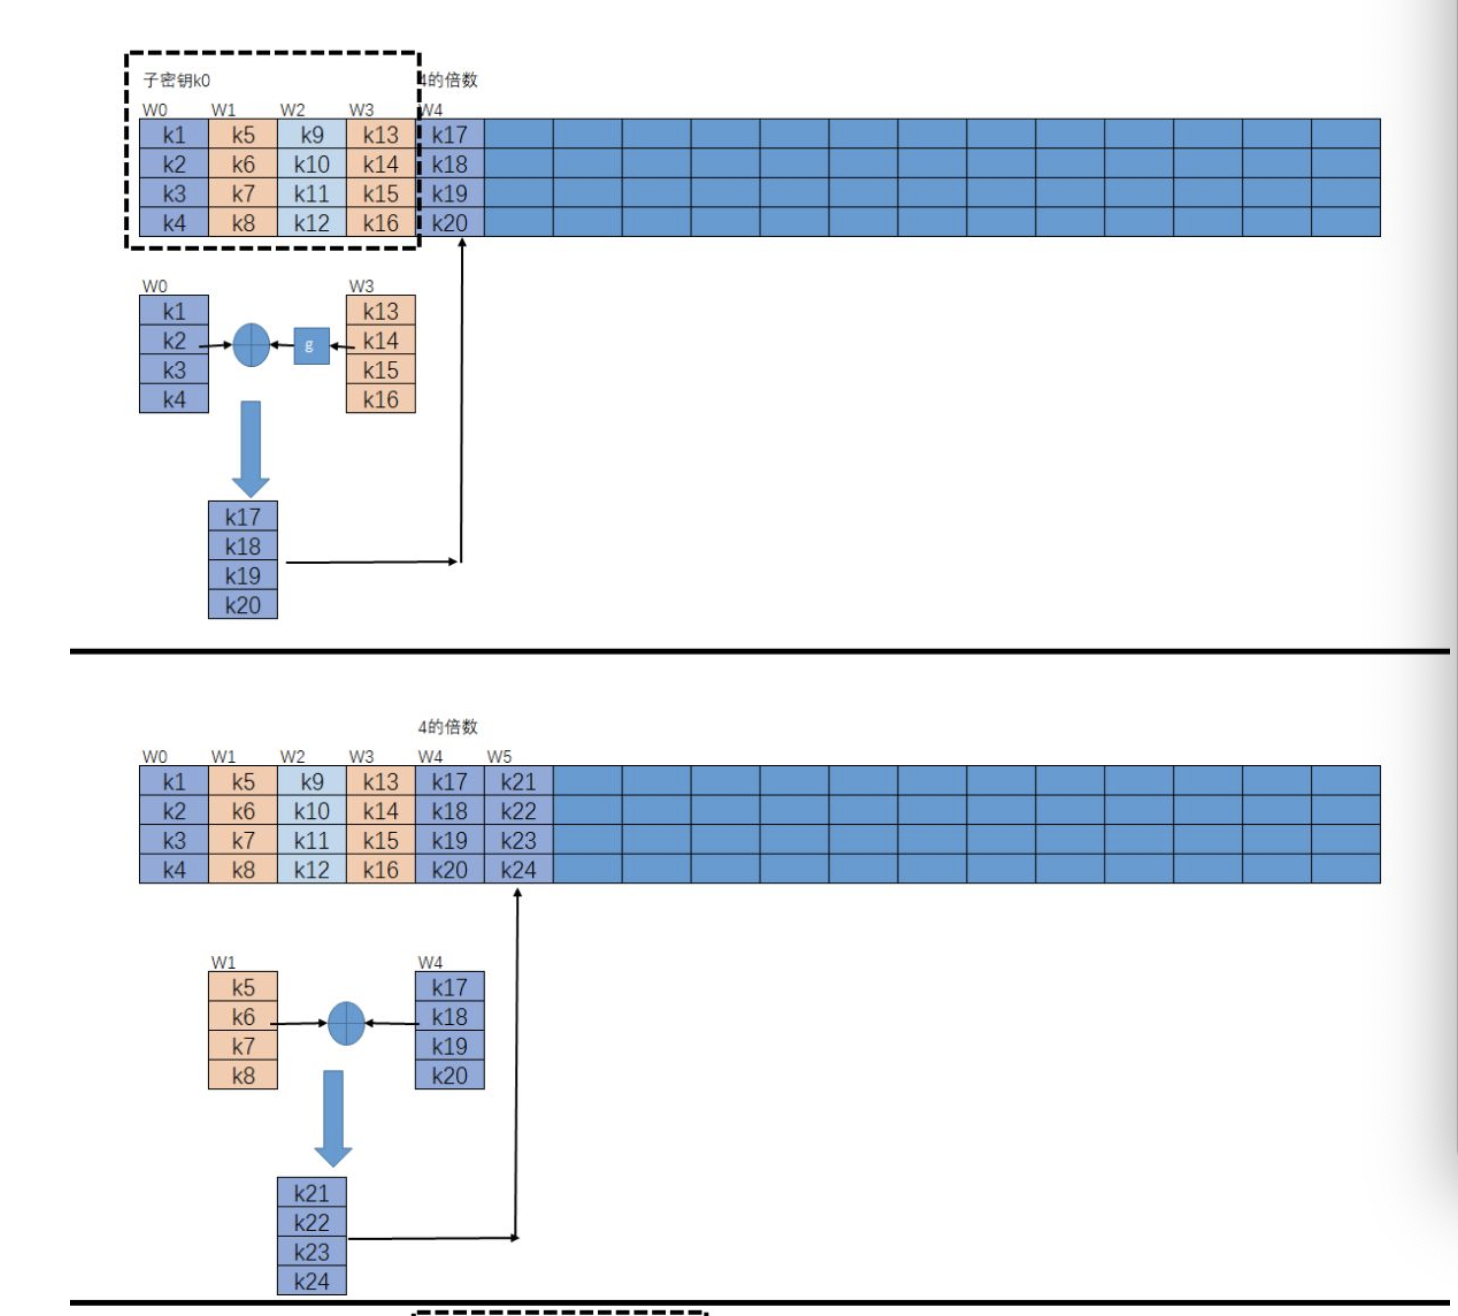 子密钥k0 4的倍数
W0 W1 W2 W3 W4
k1 k5 k9 k13 k17
k2 k6 k10 k14 k18
k3 k7 k11 k15 k19
k4 k8 k12 k16 k20
W0 W3
k1 k13
k2 g k14
k3 k15
k4 k16
k17
k18
k19
k20
4的倍数
W0 W1 W2 W3 W4 W5
k1 k5 k9 k13 k17 k21
k2 k6 k10 k14 k18 k22
k3 k7 k11 k15 k19 k23
k4 k8 k12 k16 k20 k24
W1 W4
k5 k17
k6 k18
k7 k19
k8 k20
k21
k22
k23
k24